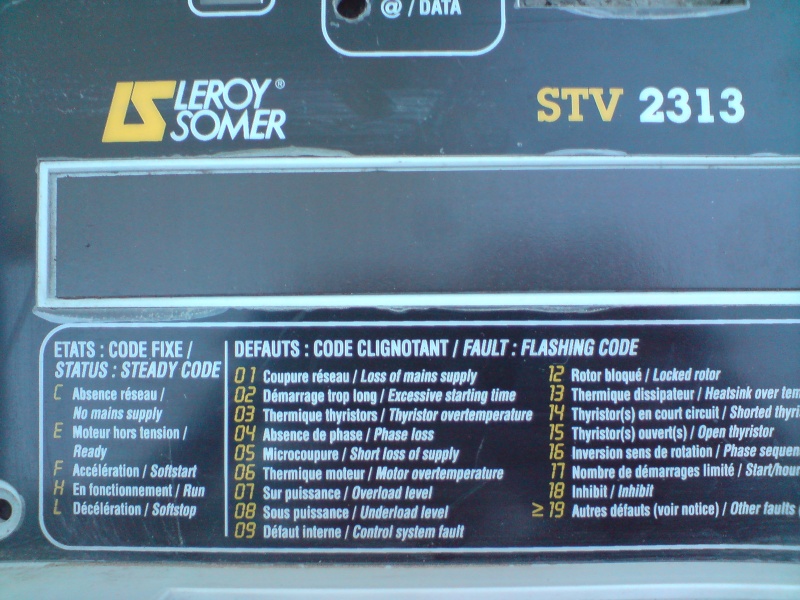 @ / DATA
LEROY®
SOMER
STV 2313
ETATS : CODE FIXE /
STATUS : STEADY CODE
C Absence réseau /
No mains supply
E Moteur hors tension /
Ready
F Accélération / Softstart
H En fonctionnement / Run
L Décélération / Softstop
DEFAUTS : CODE CLIGNOTANT / FAULT : FLASHING CODE
01 Coupure réseau / Loss of mains supply
02 Démarrage trop long / Excessive starting time
03 Thermique thyristors / Thyristor overtemperature
04 Absence de phase / Phase loss
05 Microcoupure / Short loss of supply
06 Thermique moteur / Motor overtemperature
07 Sur puissance / Overload level
08 Sous puissance / Underload level
09 Défaut interne / Control system fault
12 Rotor bloqué / Locked rotor
13 Thermique dissipateur / Heatsink over tem
14 Thyristor(s) en court circuit / Shorted thyri
15 Thyristor(s) ouvert(s) / Open thyristor
16 Inversion sens de rotation / Phase sequen
17 Nombre de démarrages limité / Start/hour
18 Inhibit / Inhibit
≥ 19 Autres défauts (voir notice) / Other faults (